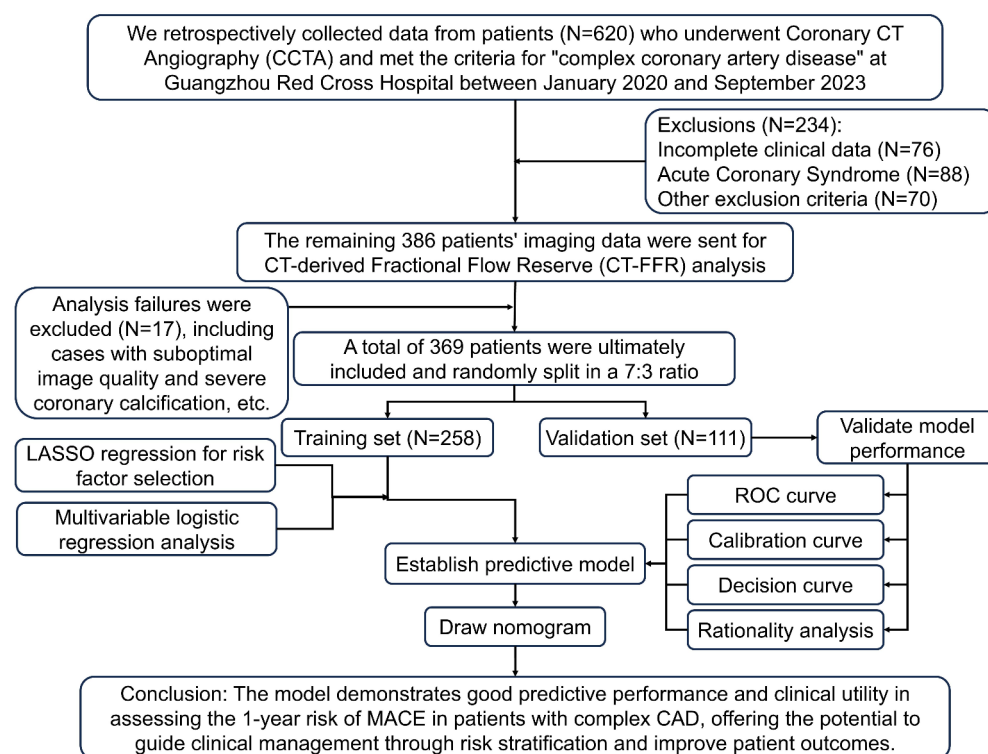 We retrospectively collected data from patients (N=620) who underwent Coronary CT
Angiography (CCTA) and met the criteria for "complex coronary artery disease" at
Guangzhou Red Cross Hospital between January 2020 and September 2023
Exclusions (N=234):
Incomplete clinical data (N=76)
Acute Coronary Syndrome (N=88)
Other exclusion criteria (N=70)
The remaining 386 patients' imaging data were sent for
CT-derived Fractional Flow Reserve (CT-FFR) analysis
Analysis failures were
excluded (N=17), including
cases with suboptimal
image quality and severe
coronary calcification, etc.
A total of 369 patients were ultimately
included and randomly split in a 7:3 ratio
Training set (N=258)
Validation set (N=111)
Validate model
performance
LASSO regression for risk
factor selection
Multivariable logistic
regression analysis
ROC curve
Calibration curve
Decision curve
Rationality analysis
Establish predictive model
Draw nomogram
Conclusion: The model demonstrates good predictive performance and clinical utility in
assessing the 1-year risk of MACE in patients with complex CAD, offering the potential to
guide clinical management through risk stratification and improve patient outcomes.